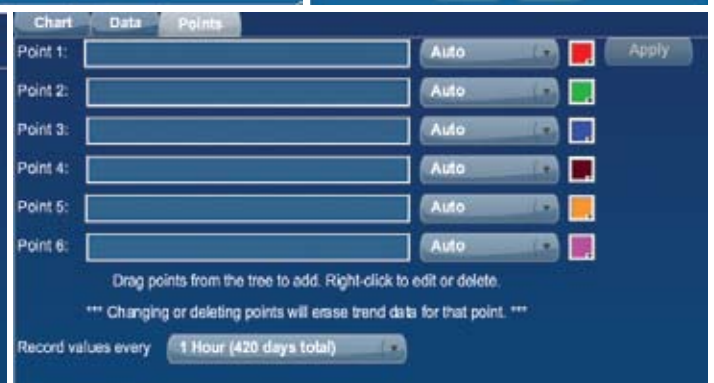 Chart Data Points
Point 1: Auto Apply
Point 2: Auto
Point 3: Auto
Point 4: Auto
Point 5: Auto
Point 6: Auto
Drag points from the tree to add. Right-click to edit or delete.
*** Changing or deleting points will erase trend data for that point. ***
Record values every 1 Hour (420 days total)